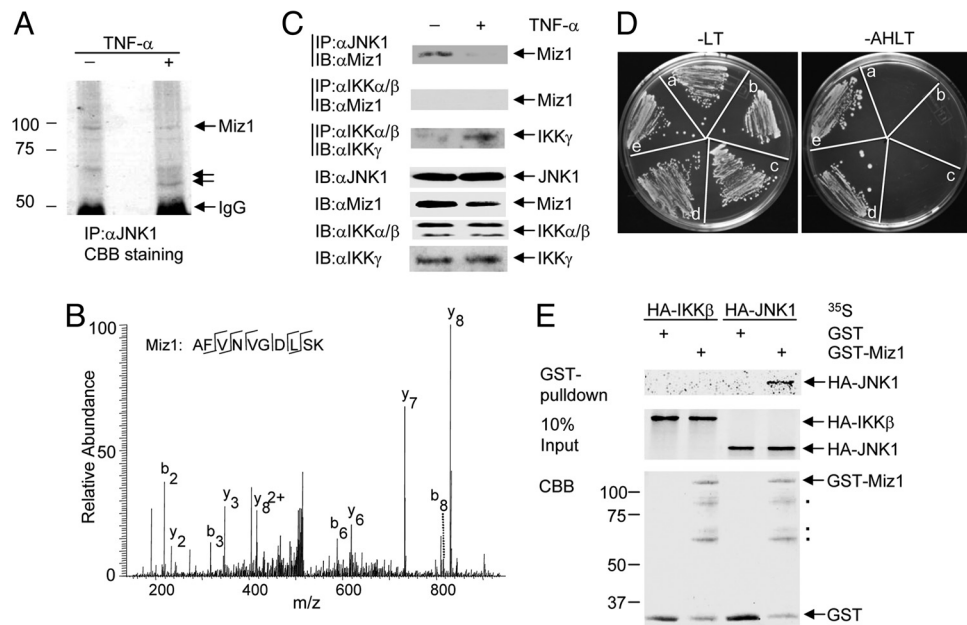 A
TNF-α
– +
100
75
50
Miz1
IgG
IP:αJNK1
CBB staining
C
– + TNF-α
IP:αJNK1
IB:αMiz1
Miz1
IP:αIKKα/β
IB:αMiz1
Miz1
IP:αIKKα/β
IB:αIKKγ
IKKγ
IB:αJNK1
JNK1
IB:αMiz1
Miz1
IB:αIKKα/β
IKKα/β
IB:αIKKγ
IKKγ
D
-LT
-AHLT
a
b
c
d
e
a
b
c
d
e
B
Miz1: AFVNVGDLSK
Relative Abundance
100
50
0
b2
y2
b3
y3
y8 2+
b6
y6
y7
b8
y8
200 400 600 800
m/z
E
HA-IKKβ HA-JNK1 35S
+ + GST
+ + GST-Miz1
GST-
pulldown
HA-JNK1
10%
Input
HA-IKKβ
HA-JNK1
CBB
100
75
50
37
GST-Miz1
GST